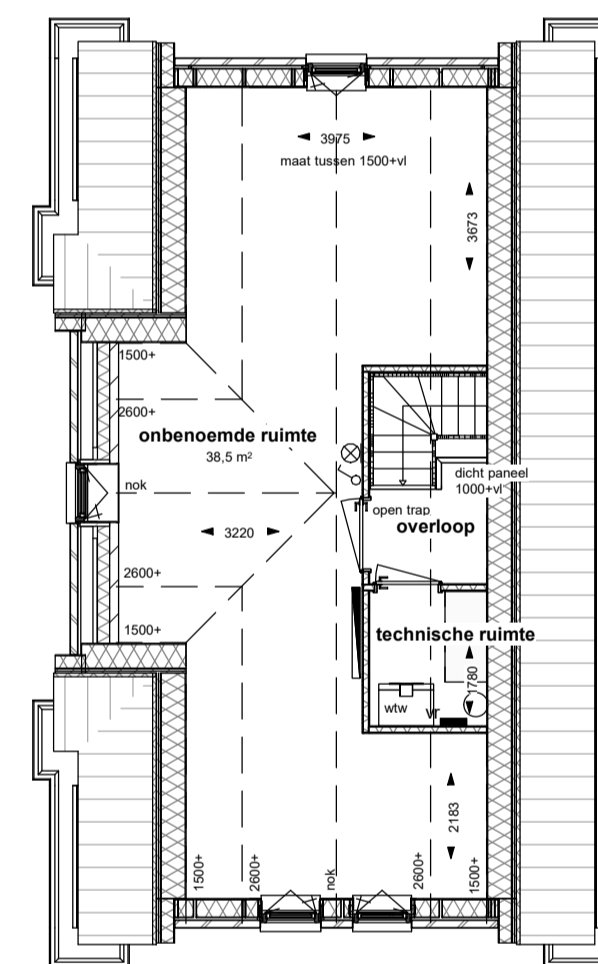 3975
maat tussen 1500+vl
3673
1500+
2600+
onbenoemde ruimte
38,5 m²
nok
dicht paneel
1000+vl
open trap
overloop
3220
2600+
1500+
technische ruimte
1780
wtw
vr
2183
1500+
2600+
nok
2600+
1500+